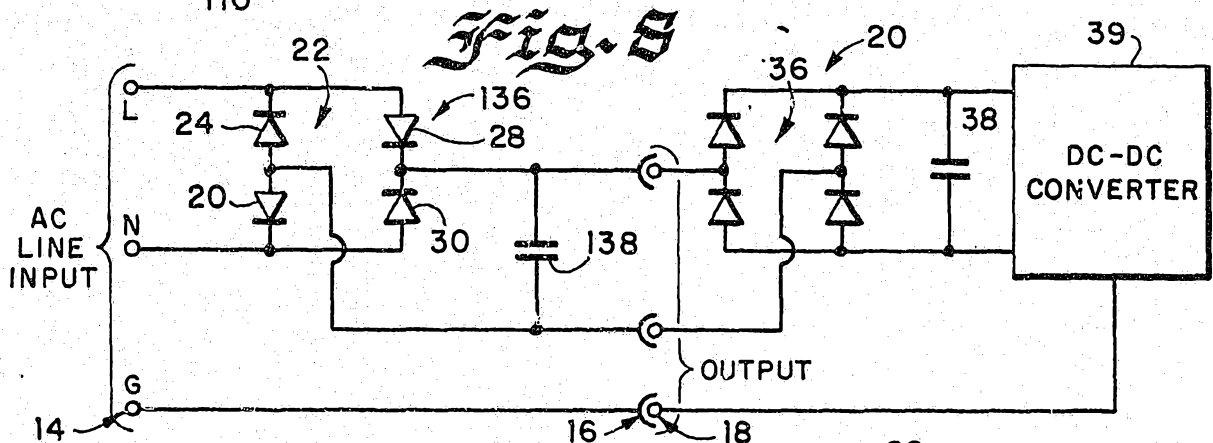 Fig. 8
39
22
20
36
136
L
24
28
38
DC-DC
CONVERTER
20
N
30
138
AC
LINE
INPUT
OUTPUT
G
14
16
18